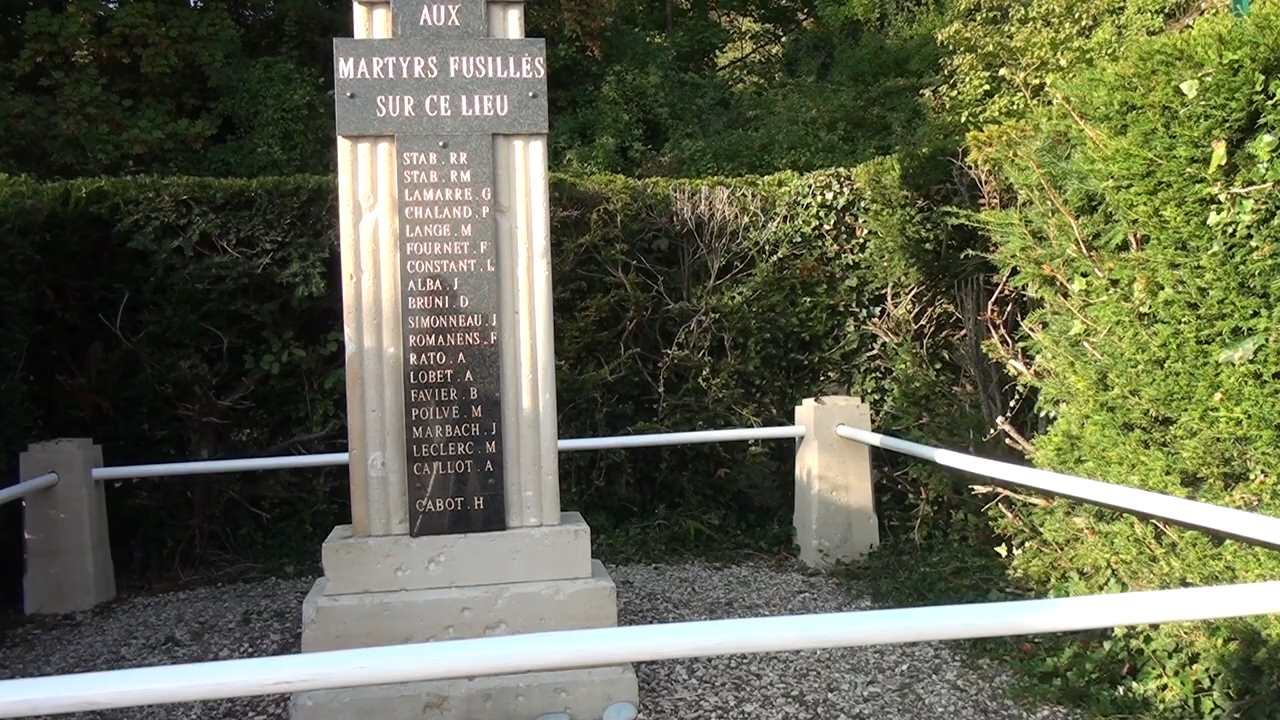 AUX
MARTYRS FUSILLÉS
SUR CE LIEU
STAB. RR
STAB. RM
LAMARRE. G
CHALAND. P
LANGE. M
FOURNET. F
CONSTANT. L
ALBA. J
BRUNI. D
SIMONNEAU. J
ROMANENS. F
RATO. A
LOBET. A
FAVIER. B
POILVE. M
MARBACH. J
LECLERC. M
CAILLOT. A
CABOT. H